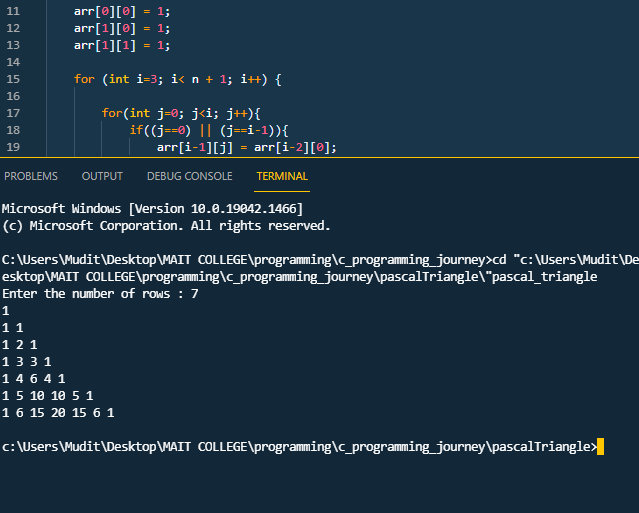 11 arr[0][0] = 1;
12 arr[1][0] = 1;
13 arr[1][1] = 1;
14
15 for (int i=3; i< n + 1; i++) {
16
17 for(int j=0; j<i; j++){
18 if((j==0) || (j==i-1)){
19 arr[i-1][j] = arr[i-2][0];
PROBLEMS OUTPUT DEBUG CONSOLE TERMINAL
Microsoft Windows [Version 10.0.19042.1466]
(c) Microsoft Corporation. All rights reserved.
C:\Users\Mudit\Desktop\MAIT COLLEGE\programming\c_programming_journey>cd "c:\Users\Mudit\De
esktop\MAIT COLLEGE\programming\c_programming_journey\pascalTriangle\"pascal_triangle
Enter the number of rows : 7
1
1 1
1 2 1
1 3 3 1
1 4 6 4 1
1 5 10 10 5 1
1 6 15 20 15 6 1
c:\Users\Mudit\Desktop\MAIT COLLEGE\programming\c_programming_journey\pascalTriangle>